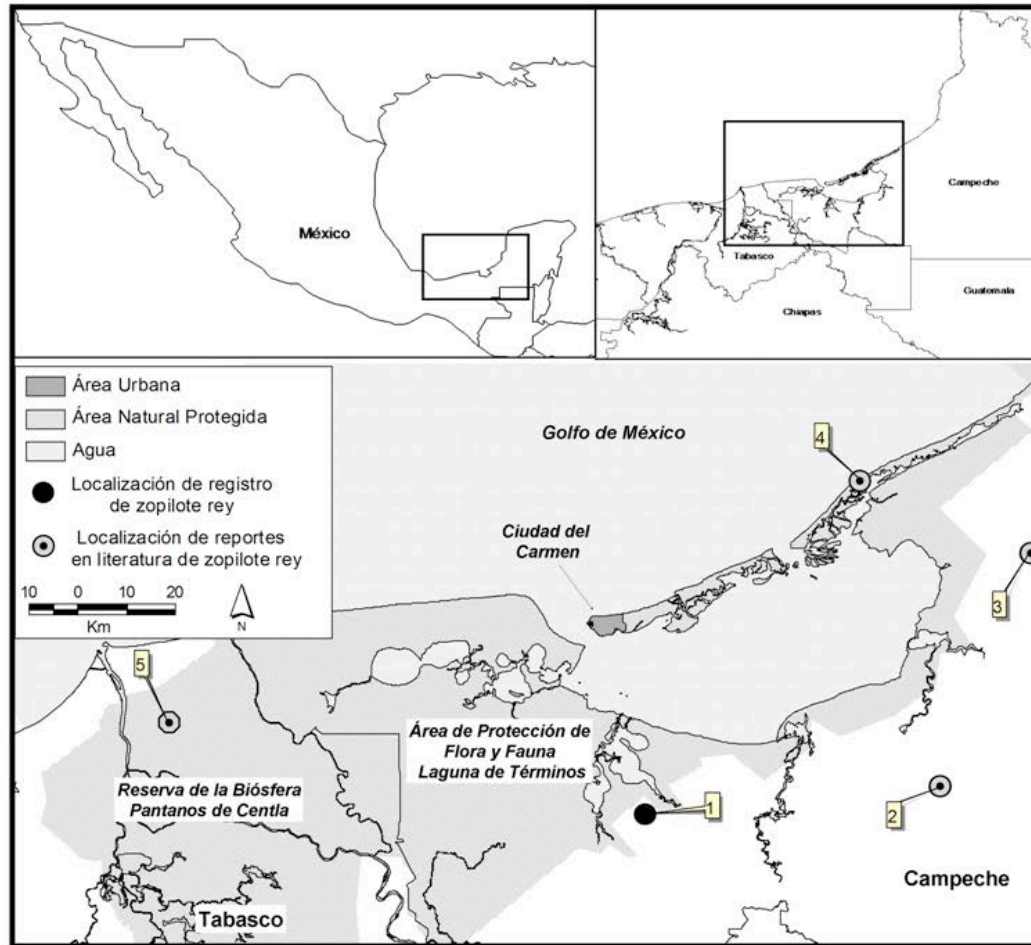 México
Campeche
Tabasco
Guatemala
Chiapas
Área Urbana
Área Natural Protegida
Agua
Localización de registro
de zopilote rey
Localización de reportes
en literatura de zopilote rey
10 0 10 20
Km
N
Golfo de México
4
Ciudad del
Carmen
3
5
Área de Protección de
Flora y Fauna
Laguna de Términos
Reserva de la Biósfera
Pantanos de Centla
1
2
Campeche
Tabasco